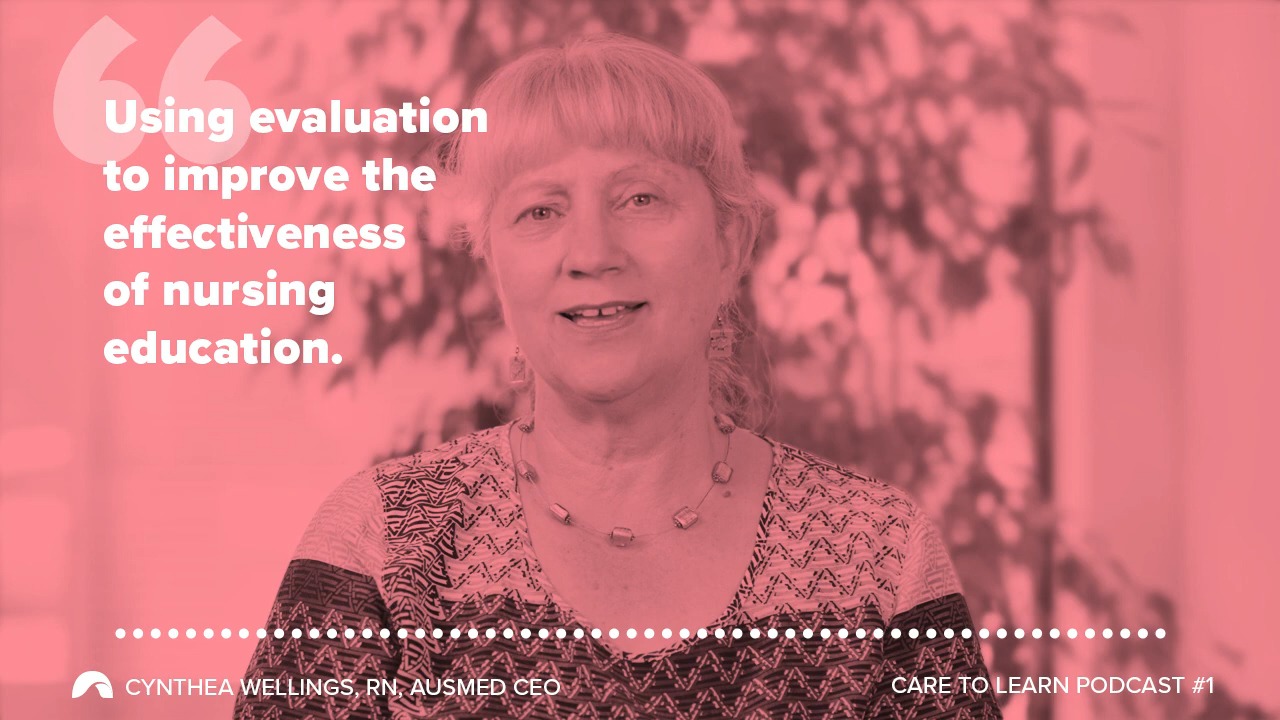 “
Using evaluation
to improve the
effectiveness
of nursing
education.
CYNTHEA WELLINGS, RN, AUSMED CEO
CARE TO LEARN PODCAST #1